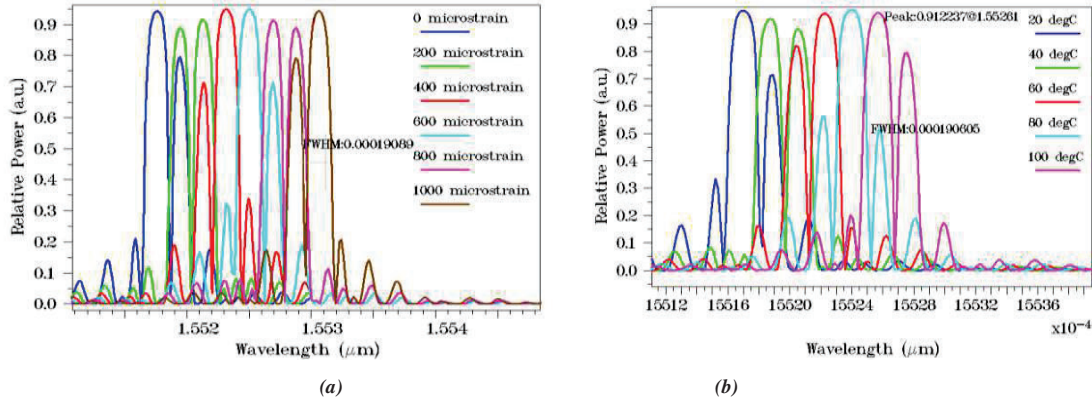 0 microstrain
200 microstrain
400 microstrain
600 microstrain
800 microstrain
1000 microstrain
FWHM:0.00019089
Relative Power (a.u.)
0.9
0.8
0.7
0.6
0.5
0.4
0.3
0.2
0.1
0.0
1.552
1.553
1.554
Wavelength (μm)
(a)
Peak:0.912237@1.55261
20 degC
40 degC
60 degC
80 degC
100 degC
FWHM:0.000190605
Relative Power (a.u.)
0.9
0.8
0.7
0.6
0.5
0.4
0.3
0.2
0.1
0.0
15512
15516
15520
15524
15528
15532
15536
x10⁻⁴
Wavelength (μm)
(b)